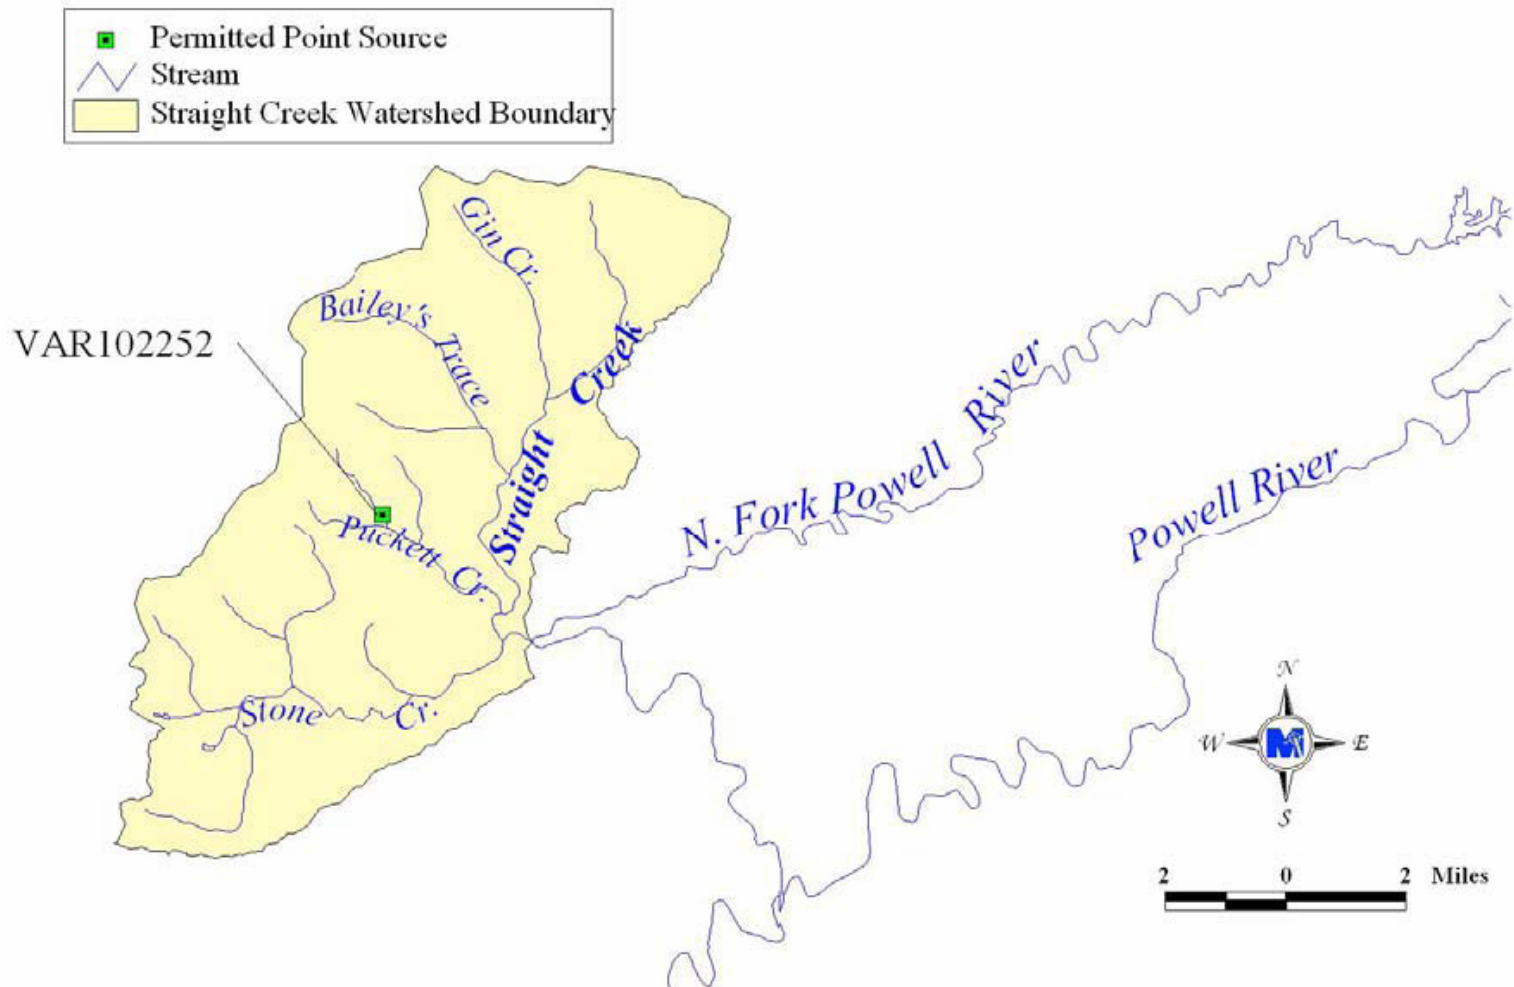 Permitted Point Source
Stream
Straight Creek Watershed Boundary
Gin Cr.
Bailey's Trace
VAR102252
Straight Creek
N. Fork Powell River
Powell River
Puckett Cr.
Stone Cr.
N
W M E
S
2 0 2 Miles